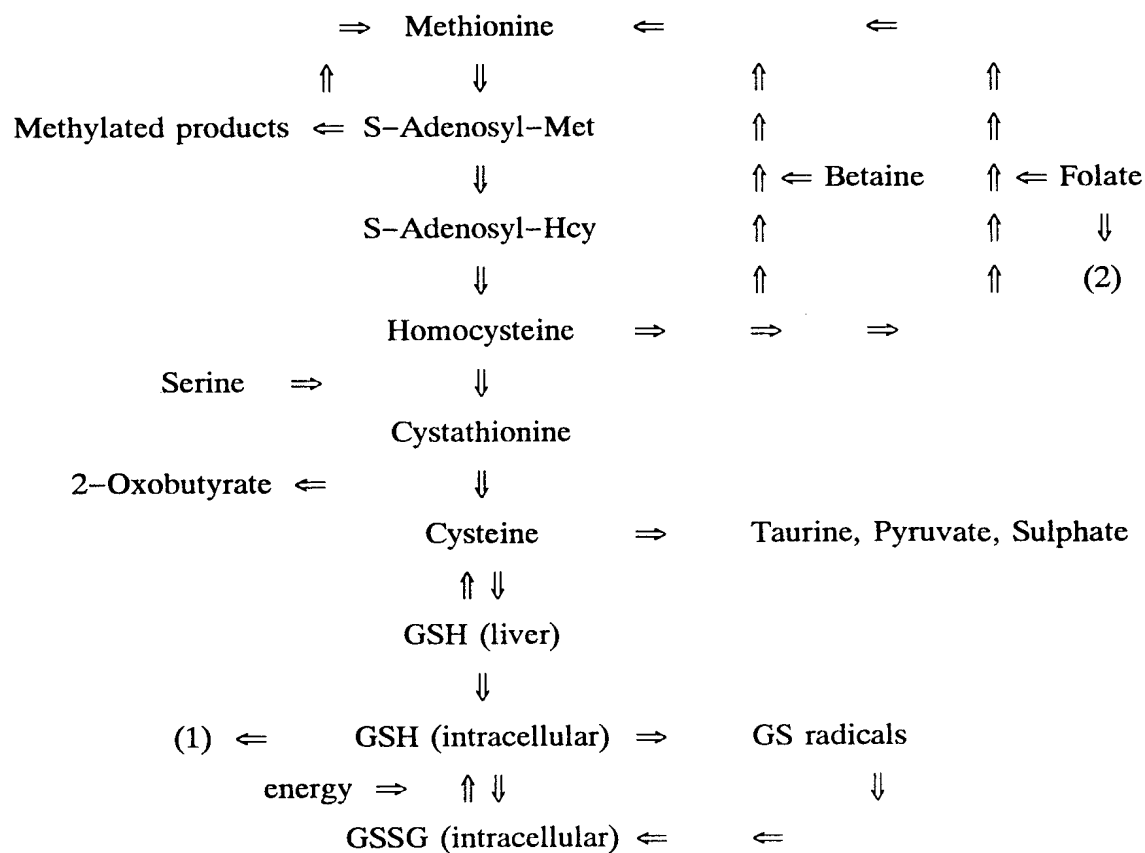 ⇒ Methionine ⇐ ⇐
⇑ ⇓ ⇑ ⇑
Methylated products ⇐ S–Adenosyl–Met ⇑ ⇑
⇓ ⇑ ⇐ Betaine ⇑ ⇐ Folate
S–Adenosyl–Hcy ⇑ ⇑ ⇓
⇓ ⇑ ⇑ (2)
Homocysteine ⇒ ⇒ ⇒
Serine ⇒ ⇓
Cystathionine
2–Oxobutyrate ⇐ ⇓
Cysteine ⇒ Taurine, Pyruvate, Sulphate
⇑ ⇓
GSH (liver)
⇓
(1) ⇐ GSH (intracellular) ⇒ GS radicals
energy ⇒ ⇑ ⇓ ⇓
GSSG (intracellular) ⇐ ⇐